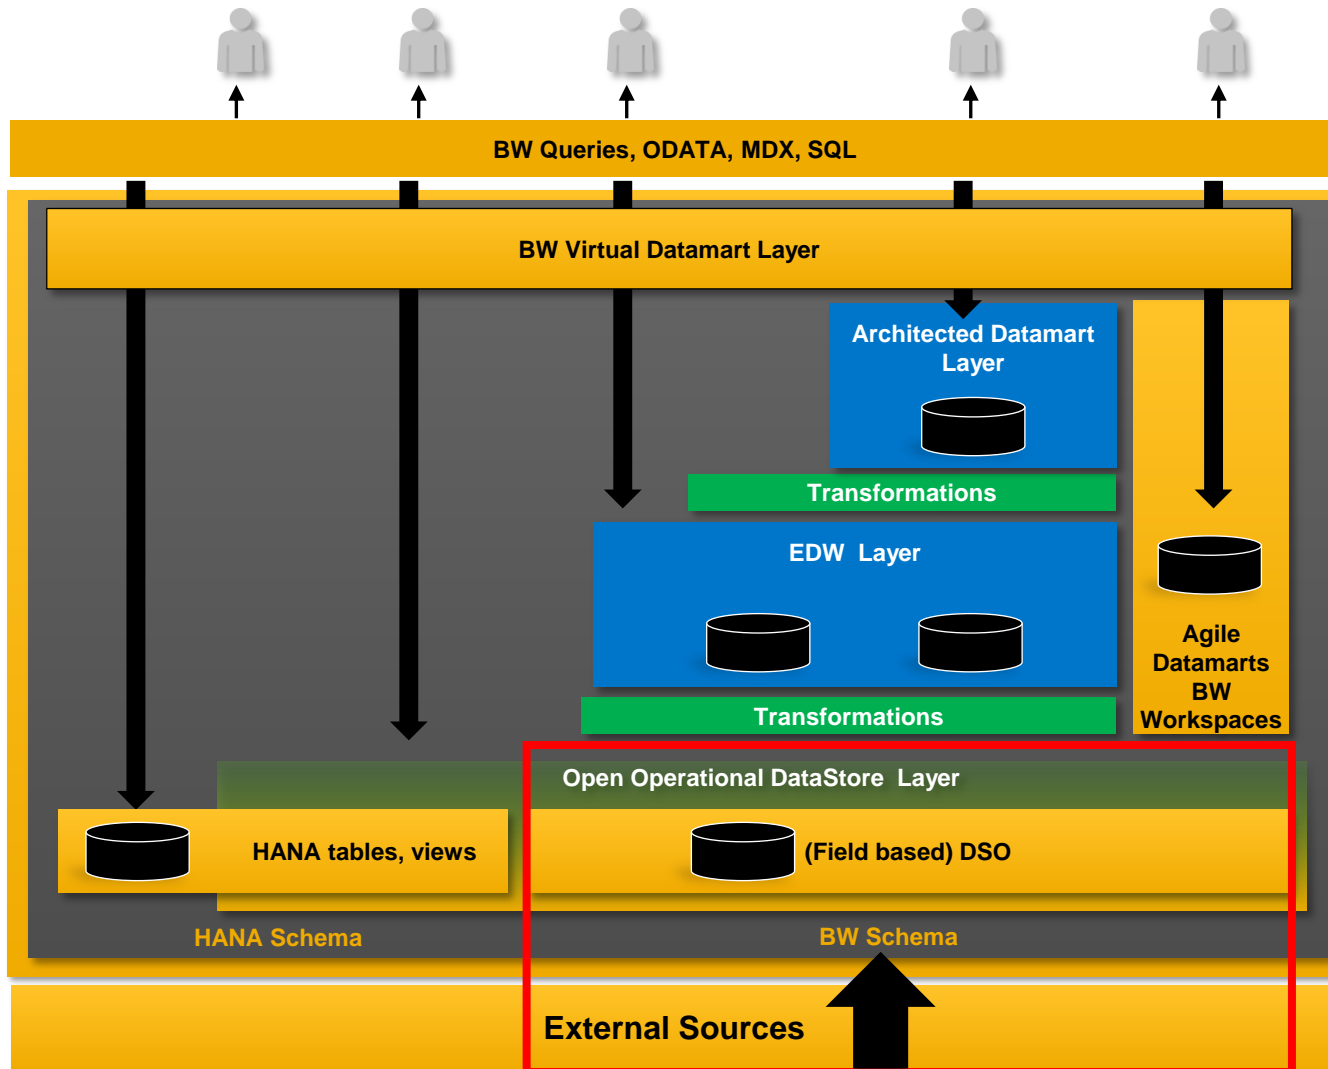 BW Queries, ODATA, MDX, SQL
BW Virtual Datamart Layer
Architected Datamart
Layer
Transformations
EDW Layer
Agile
Datamarts
BW
Workspaces
Transformations
Open Operational DataStore Layer
HANA tables, views
(Field based) DSO
HANA Schema
BW Schema
External Sources